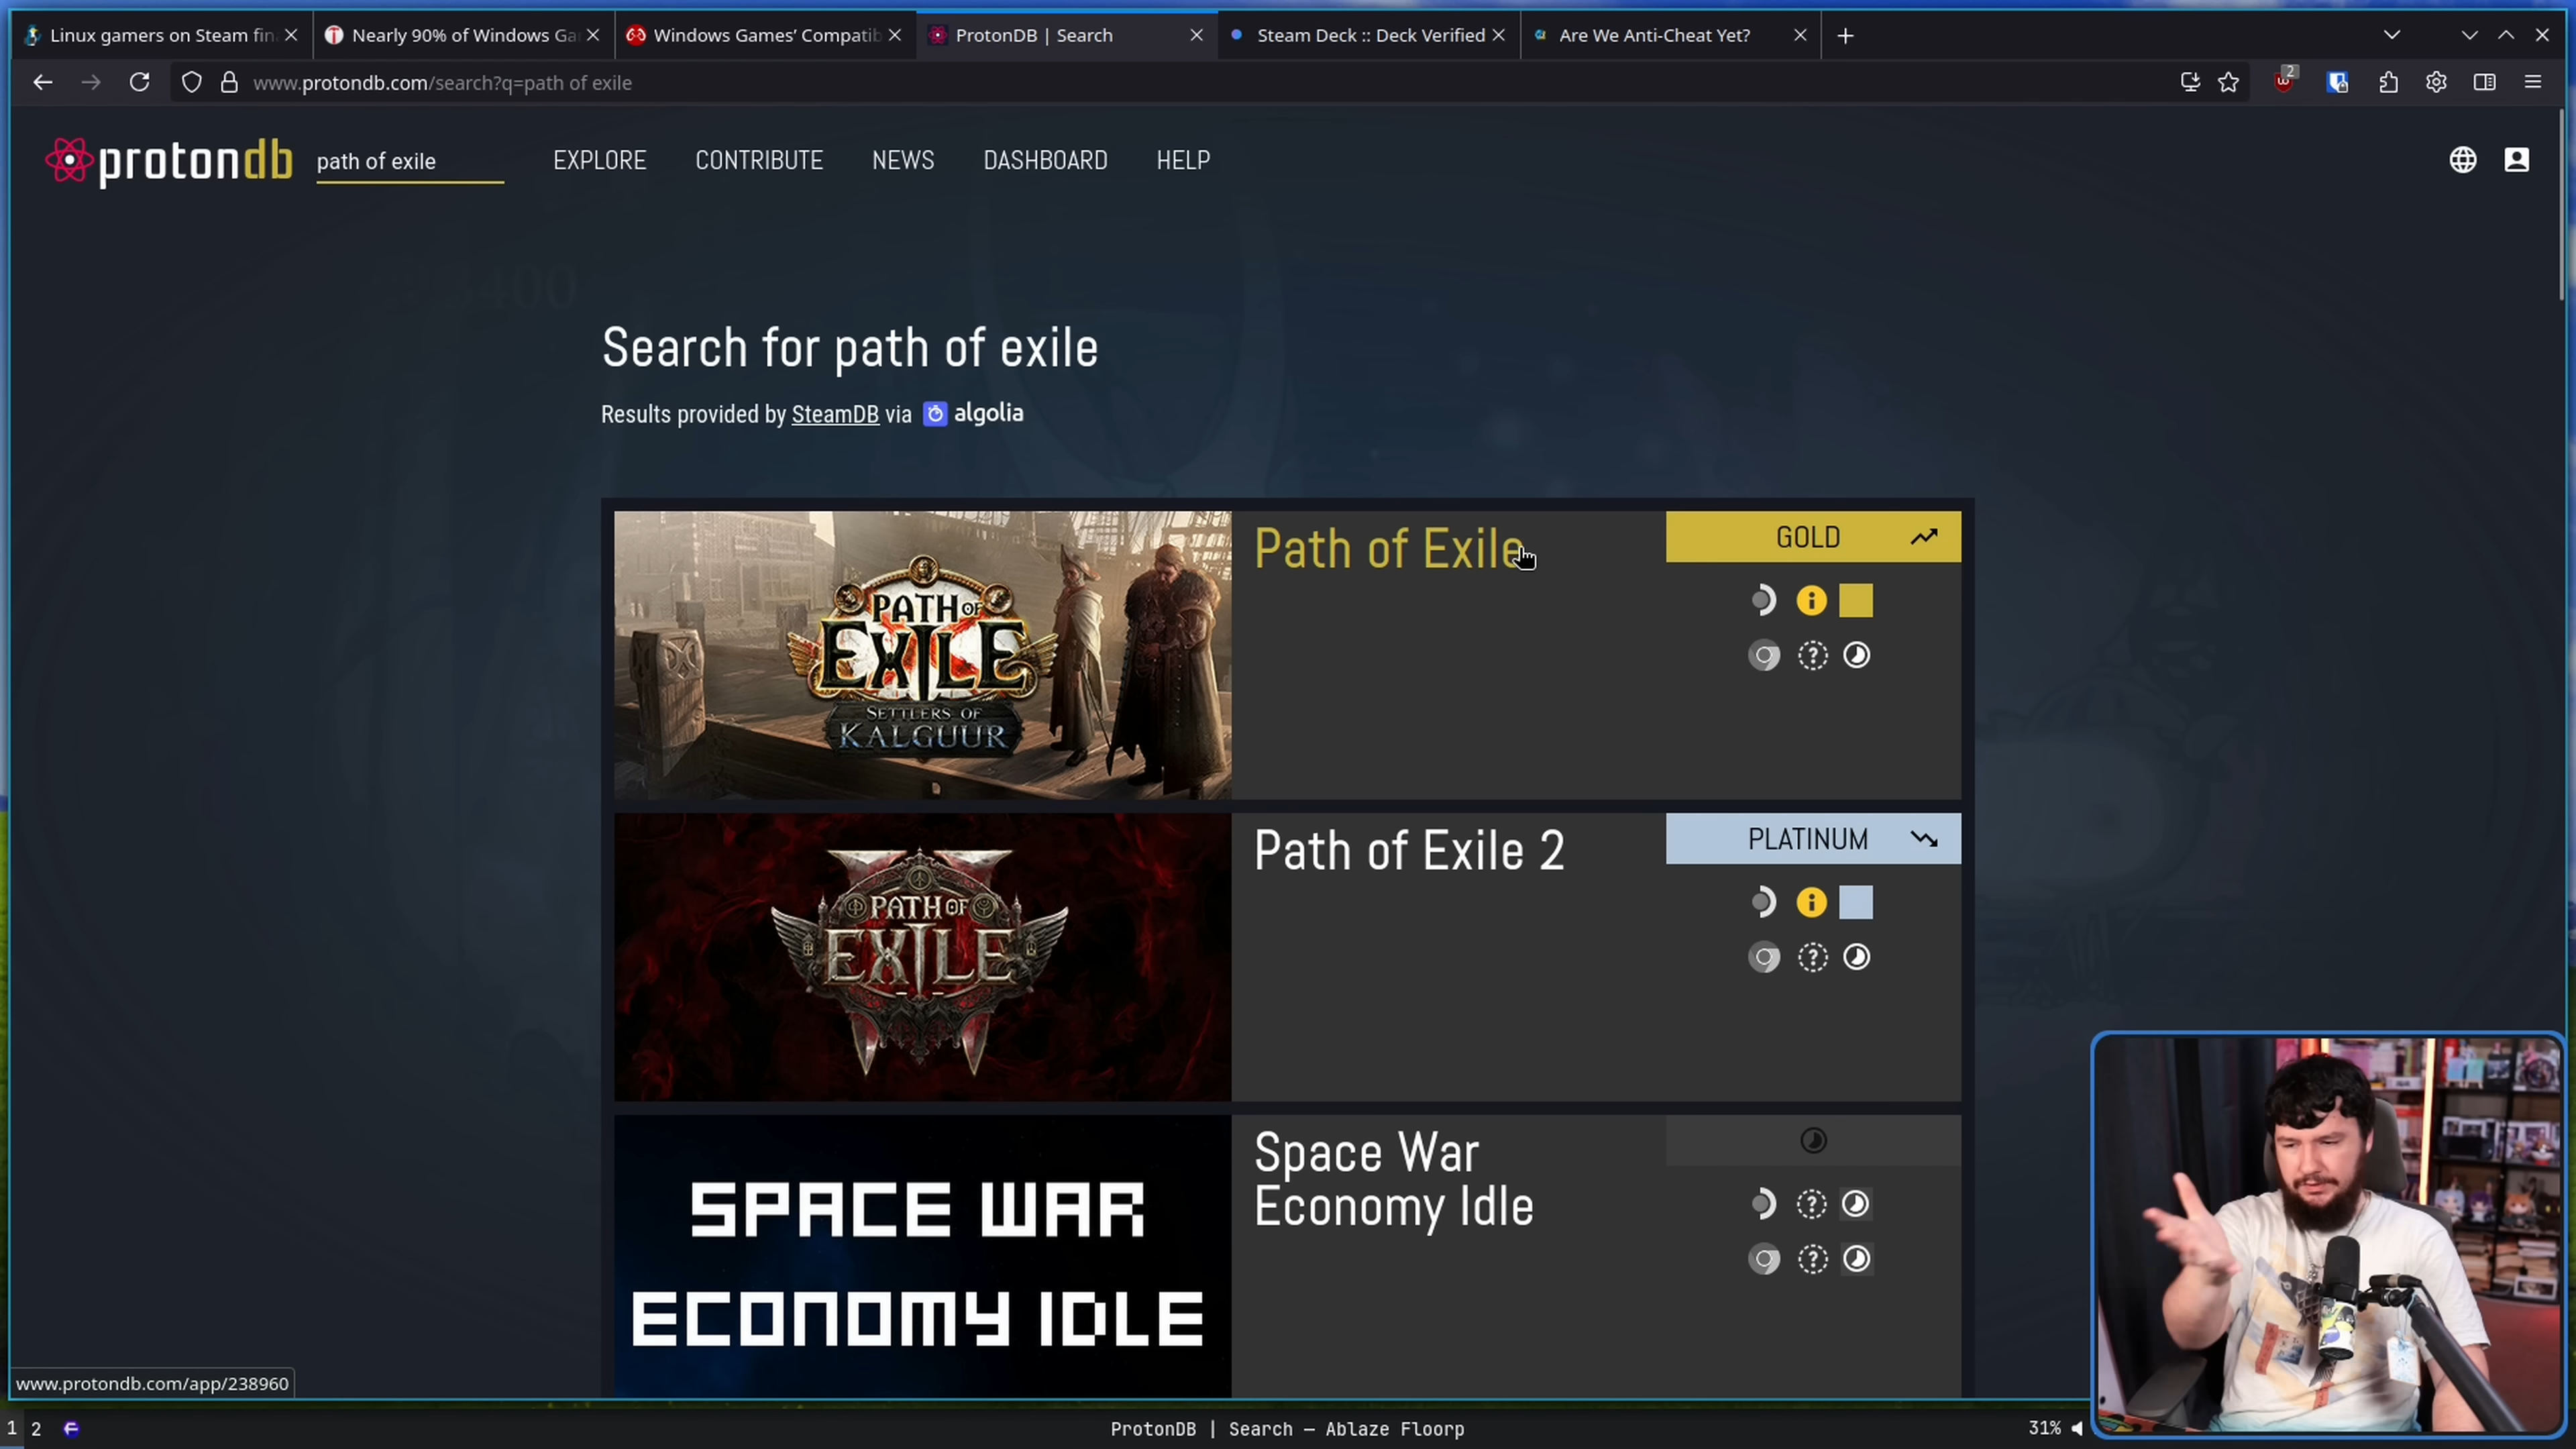 Linux gamers on Steam fin
Nearly 90% of Windows Ga
Windows Games' Compatib
ProtonDB | Search
Steam Deck :: Deck Verified
Are We Anti-Cheat Yet?
www.protondb.com/search?q=path of exile
2
protondb
path of exile
EXPLORE
CONTRIBUTE
NEWS
DASHBOARD
HELP
Search for path of exile
Results provided by SteamDB via algolia
PATH OF
EXILE
SETTLERS OF
KALGUUR
Path of Exile
GOLD
PATH OF
EXILE
Path of Exile 2
PLATINUM
SPACE WAR
ECONOMY IDLE
Space War
Economy Idle
www.protondb.com/app/238960
1 2
ProtonDB | Search — Ablaze Floorp
31%